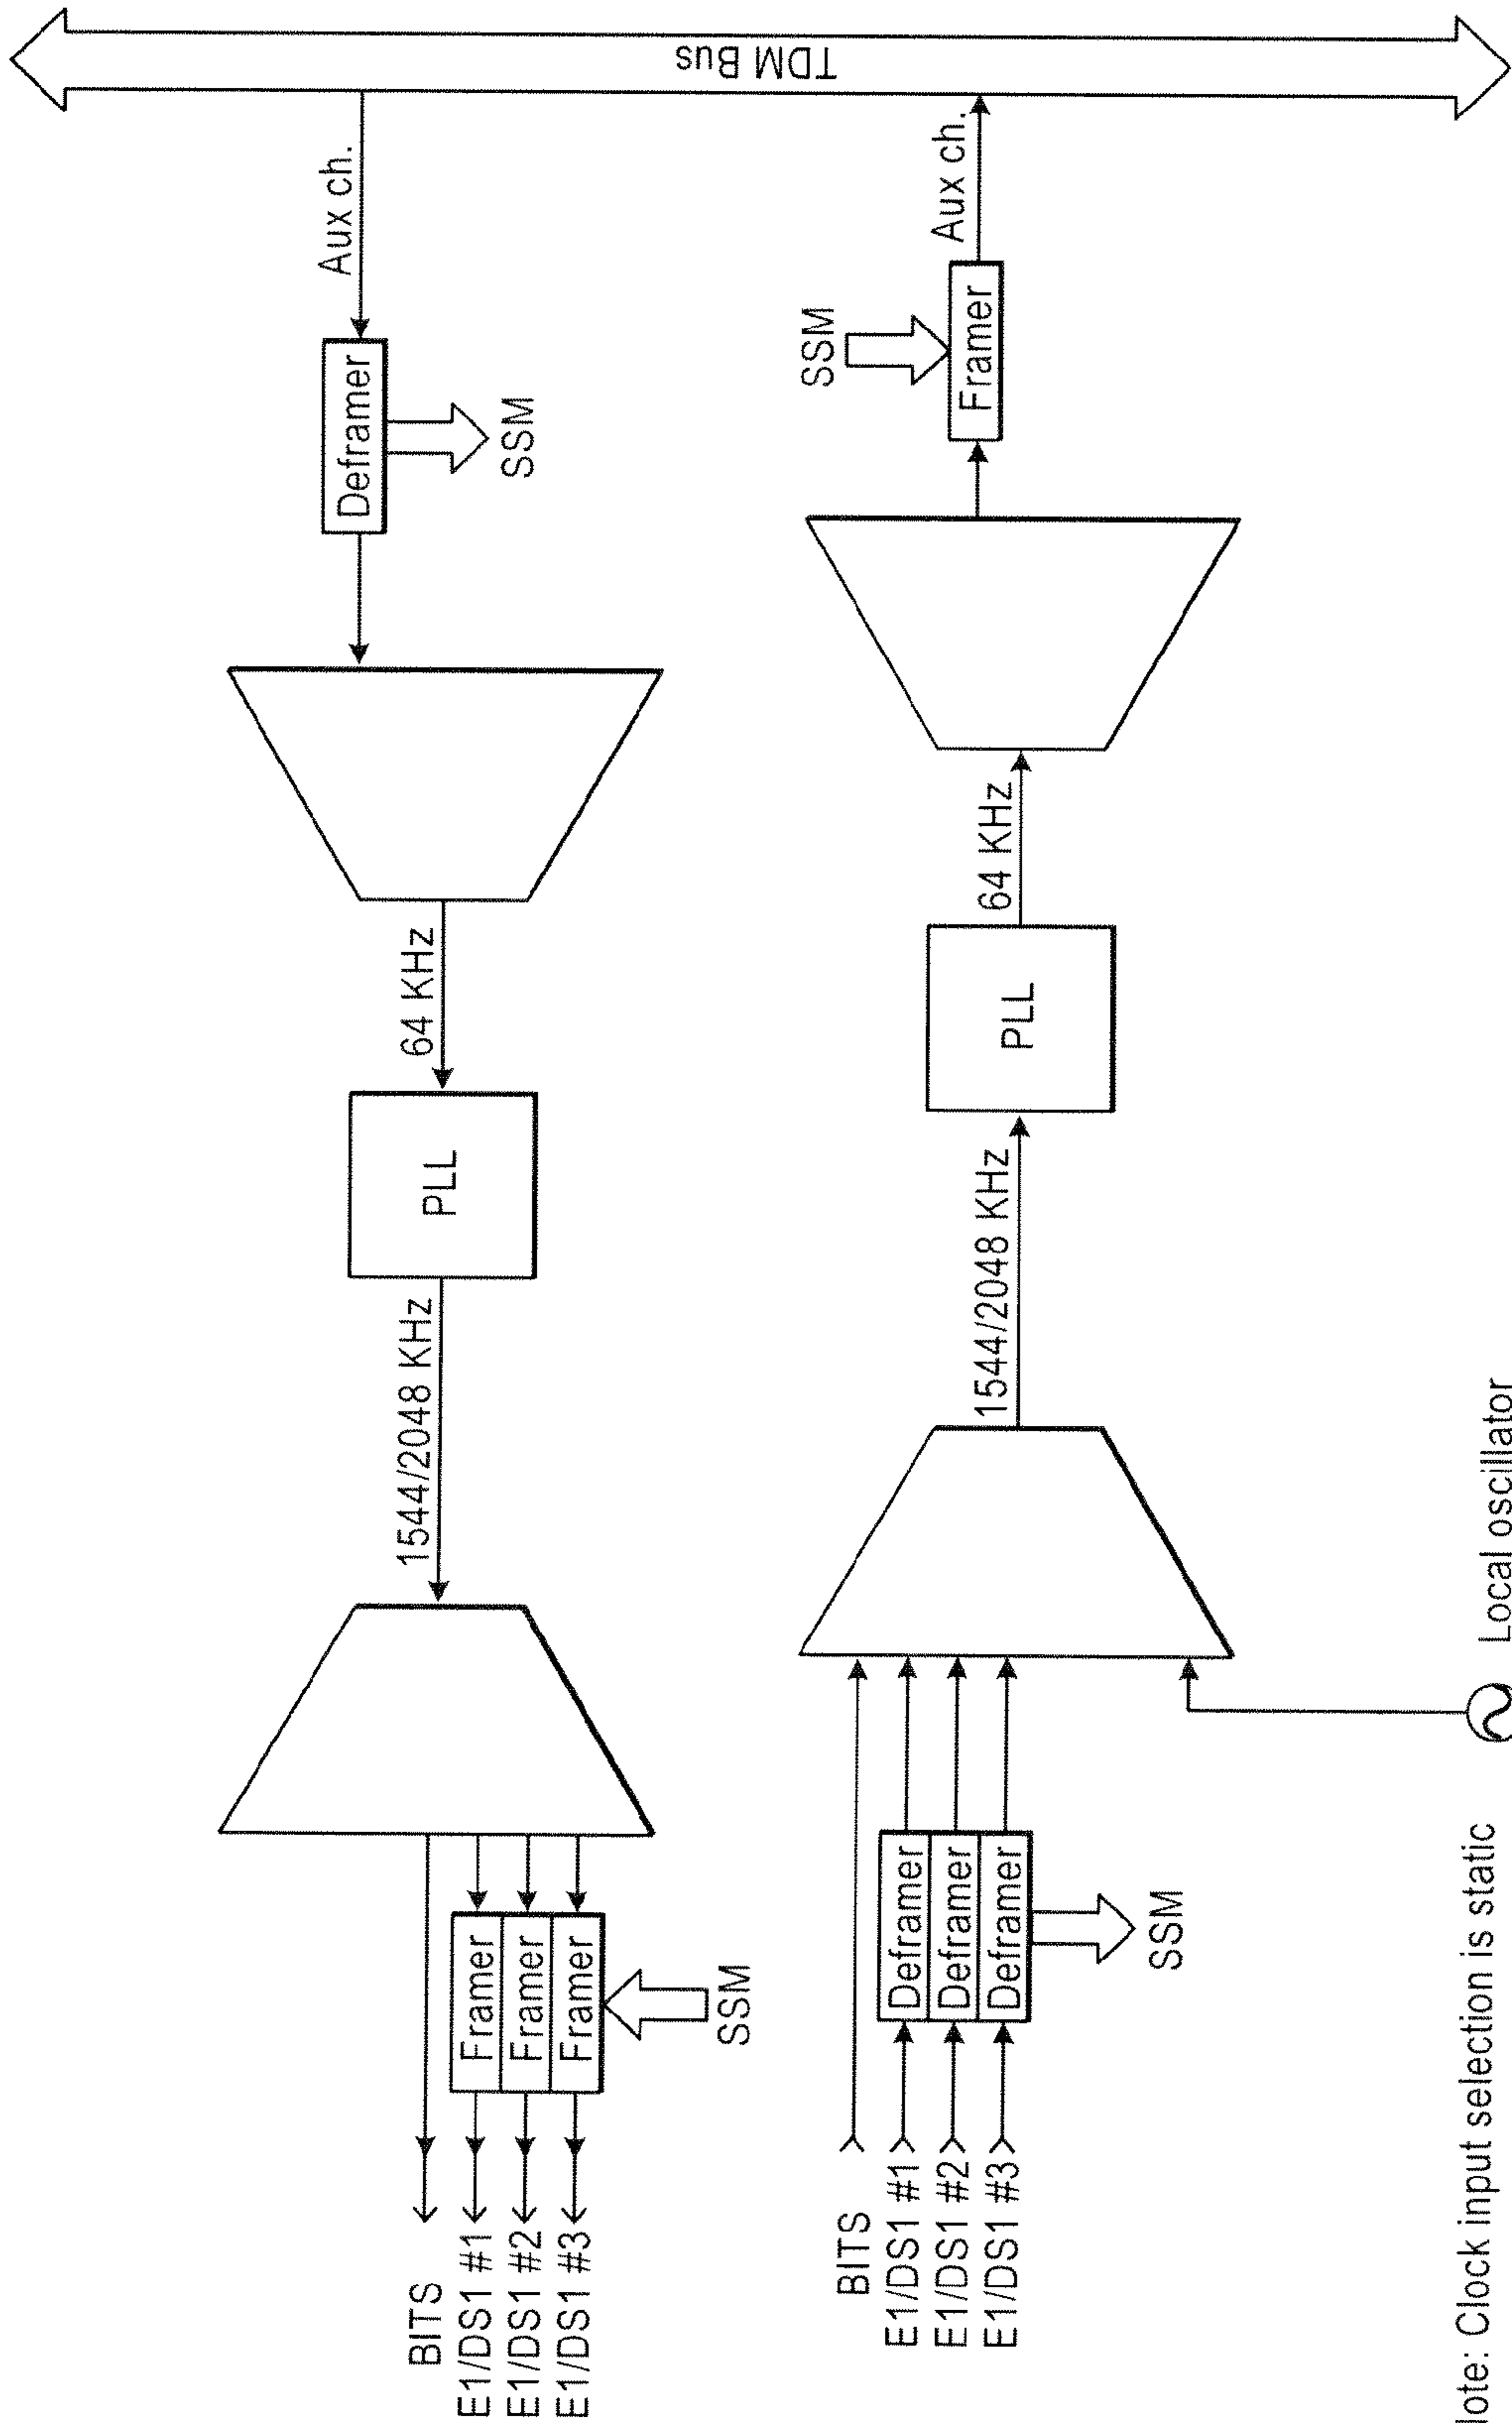 BITS
E1/DS1 #1
E1/DS1 #2
E1/DS1 #3
Framer
Framer
Framer
SSM
1544/2048 KHz
PLL
64 KHz
Deframer
SSM
Aux ch.
TDM Bus
BITS
E1/DS1 #1
E1/DS1 #2
E1/DS1 #3
Deframer
Deframer
Deframer
SSM
1544/2048 KHz
PLL
64 KHz
SSM
Framer
Aux ch.
Local oscillator
Note: Clock input selection is static